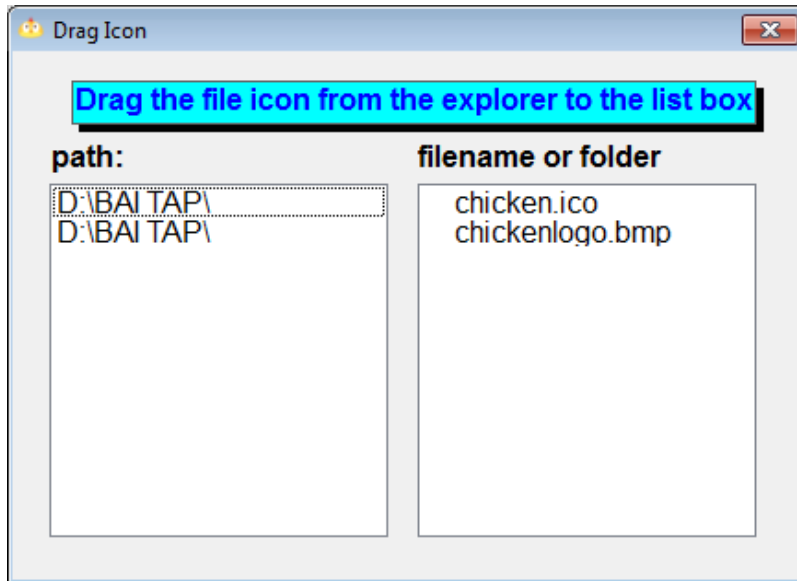 Drag Icon
Drag the file icon from the explorer to the list box
path:
filename or folder
D:\BAI TAP\
D:\BAI TAP\
chicken.ico
chickenlogo.bmp